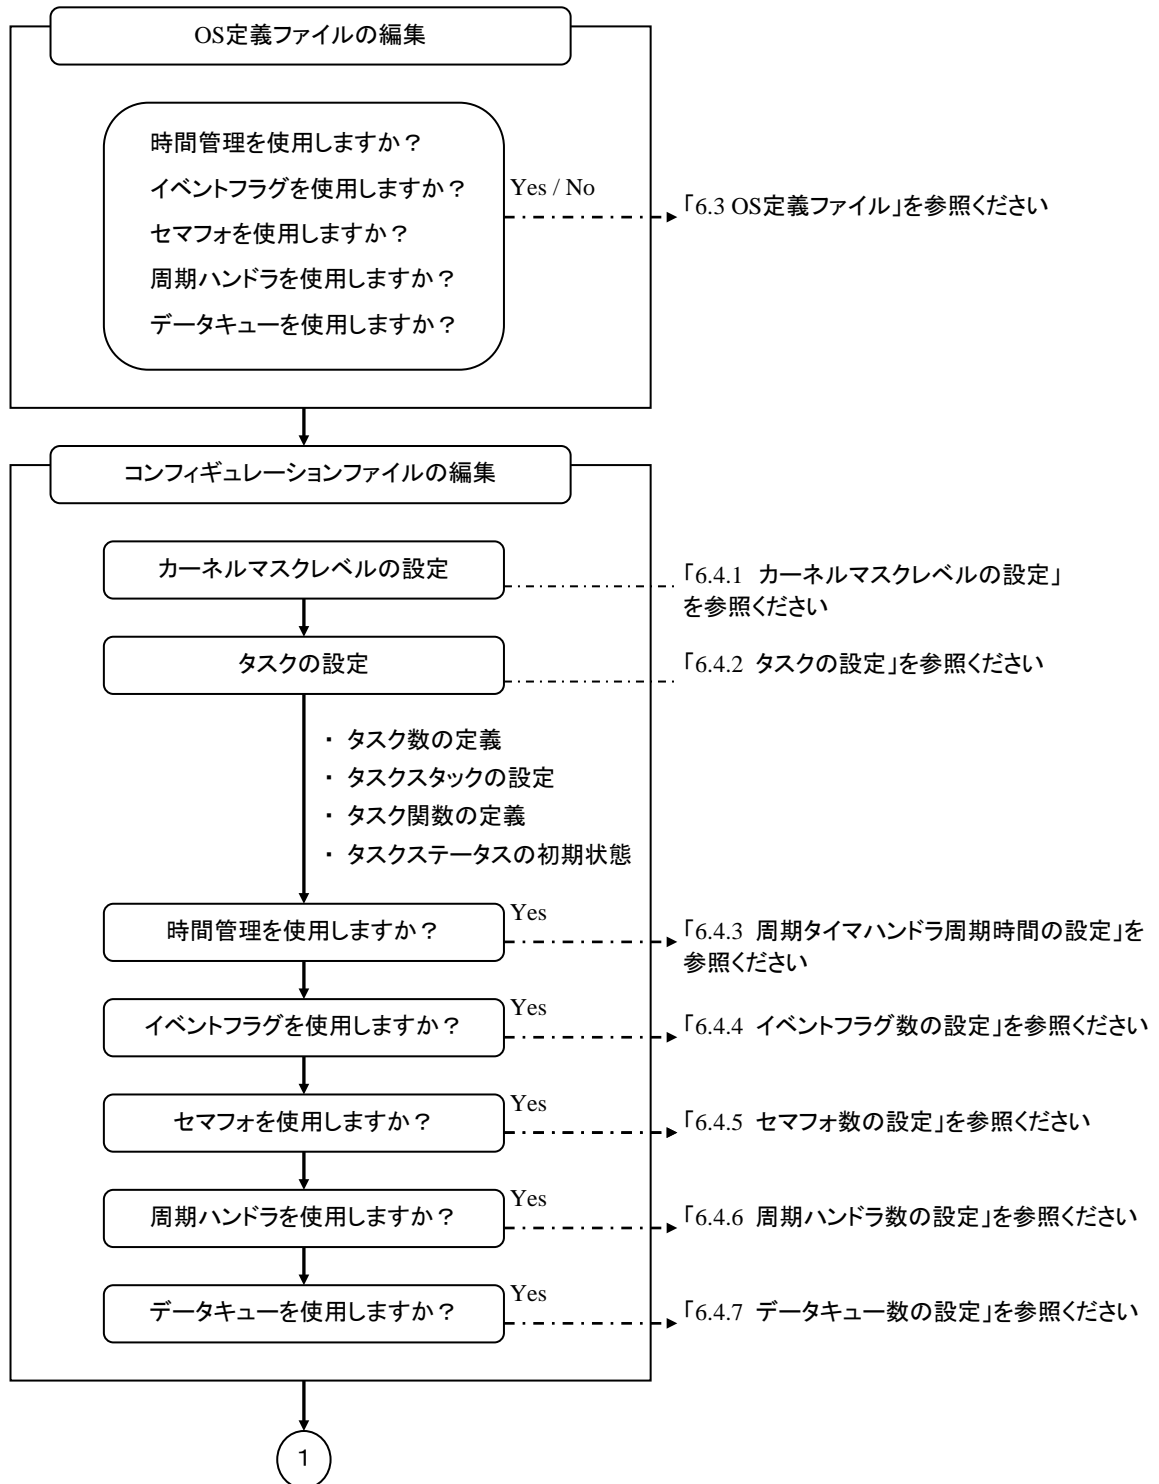 OS定義ファイルの編集
時間管理を使用しますか？
イベントフラグを使用しますか？
Yes / No
「6.3 OS定義ファイル」を参照ください
セマフォを使用しますか？
周期ハンドラを使用しますか？
データキューを使用しますか？
コンフィギュレーションファイルの編集
カーネルマスクレベルの設定
「6.4.1 カーネルマスクレベルの設定」
を参照ください
タスクの設定
「6.4.2 タスクの設定」を参照ください
・ タスク数の定義
・ タスクスタックの設定
・ タスク関数の定義
・ タスクステータスの初期状態
時間管理を使用しますか？
Yes
「6.4.3 周期タイマハンドラ周期時間の設定」を
参照ください
イベントフラグを使用しますか？
Yes
「6.4.4 イベントフラグ数の設定」を参照ください
セマフォを使用しますか？
Yes
「6.4.5 セマフォ数の設定」を参照ください
周期ハンドラを使用しますか？
Yes
「6.4.6 周期ハンドラ数の設定」を参照ください
データキューを使用しますか？
Yes
「6.4.7 データキュー数の設定」を参照ください
1